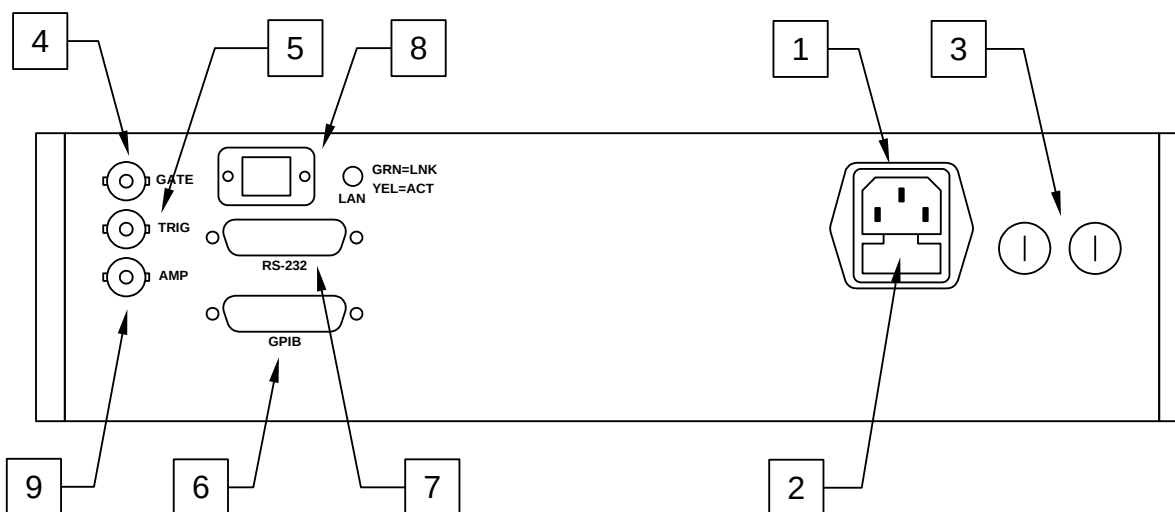 4
5
8
1
3
GATE
TRIG
AMP
GRN=LNK
YEL=ACT
LAN
RS-232
GPIB
9
6
7
2